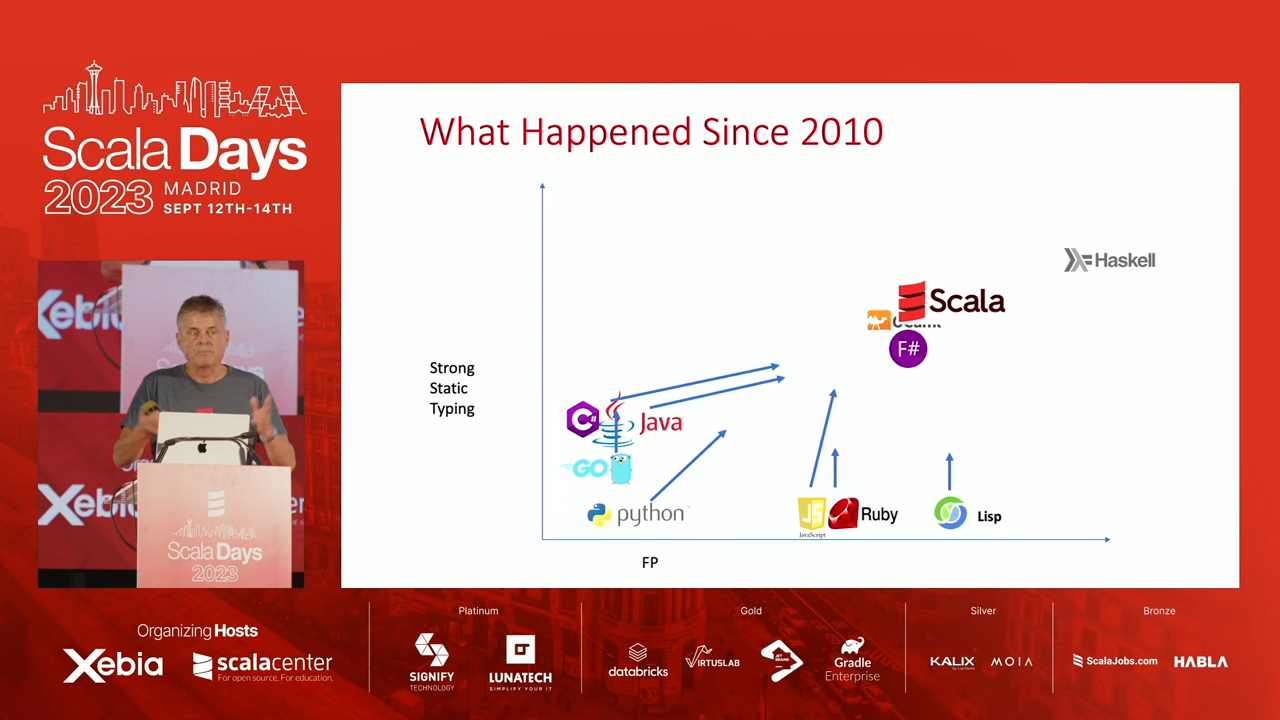 Scala Days
2023 MADRID
SEPT 12TH-14TH
What Happened Since 2010
Haskell
Scala
F#
Strong
Static
Typing
C#
Java
GO
python
JS
JavaScript
Ruby
Lisp
FP
Xebia
Scala Days
2023
Organizing Hosts
Xebia
scalacenter
For open source. For education.
Platinum
SIGNIFY
TECHNOLOGY
LUNATECH
SIMPLIFY YOUR IT
Gold
databricks
VIRTUSLAB
JET
BRAINS
Gradle
Enterprise
Silver
KALIX
MOIA
Bronze
ScalaJobs.com
HABLA